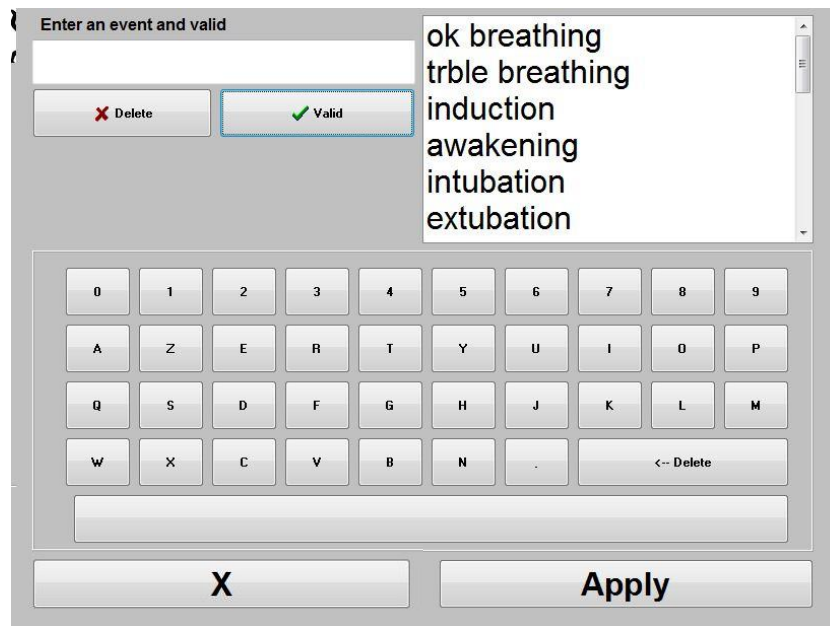 Enter an event and valid
Delete
Valid
ok breathing
trble breathing
induction
awakening
intubation
extubation
0 1 2 3 4 5 6 7 8 9
A Z E R T Y U I O P
Q S D F G H J K L M
W X C V B N . <-- Delete
X
Apply